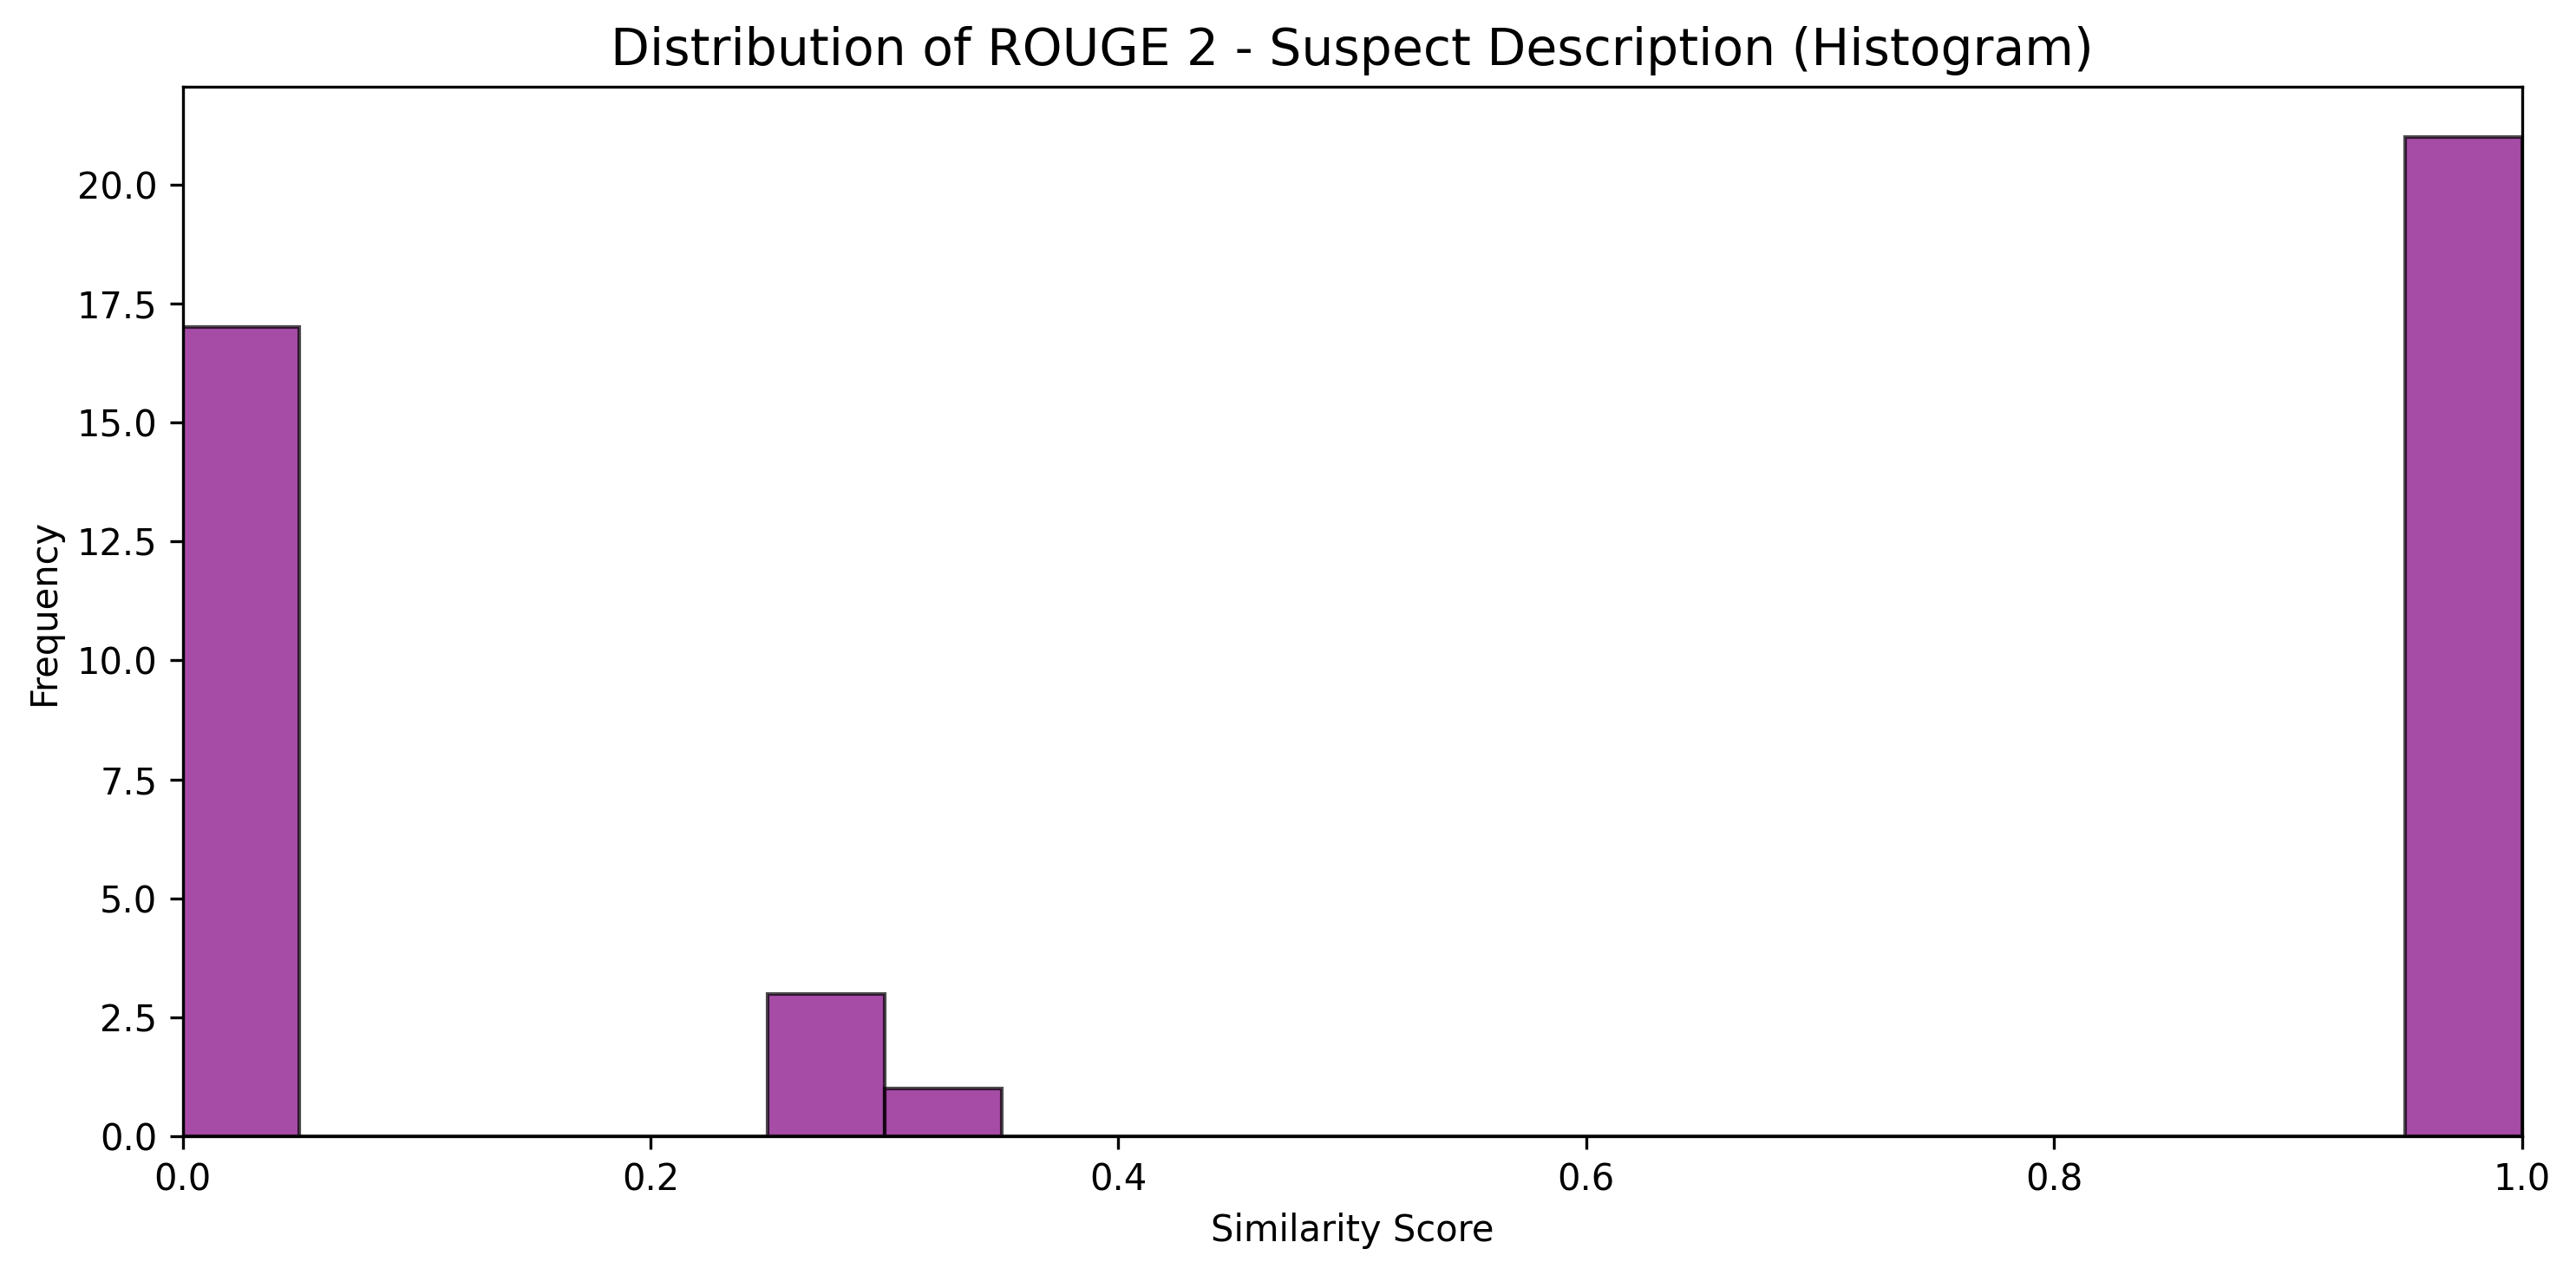 Distribution of ROUGE 2 - Suspect Description (Histogram)
20.0
17.5
15.0
12.5
10.0
7.5
5.0
2.5
0.0
Frequency
0.0 0.2 0.4 0.6 0.8 1.0
Similarity Score